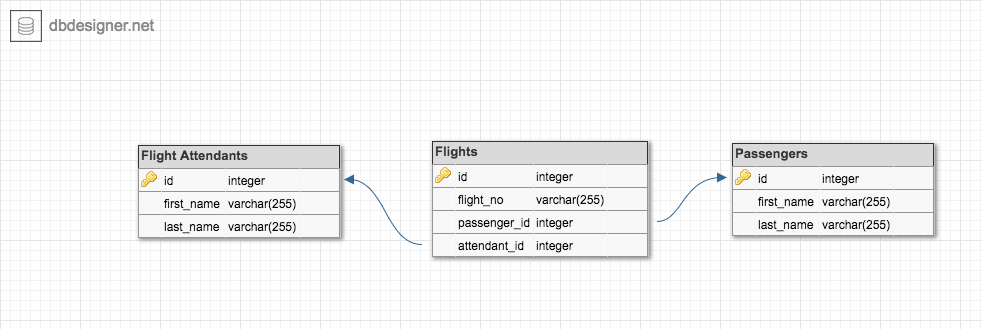 dbdesigner.net
Flight Attendants
id integer
first_name varchar(255)
last_name varchar(255)
Flights
id integer
flight_no varchar(255)
passenger_id integer
attendant_id integer
Passengers
id integer
first_name varchar(255)
last_name varchar(255)